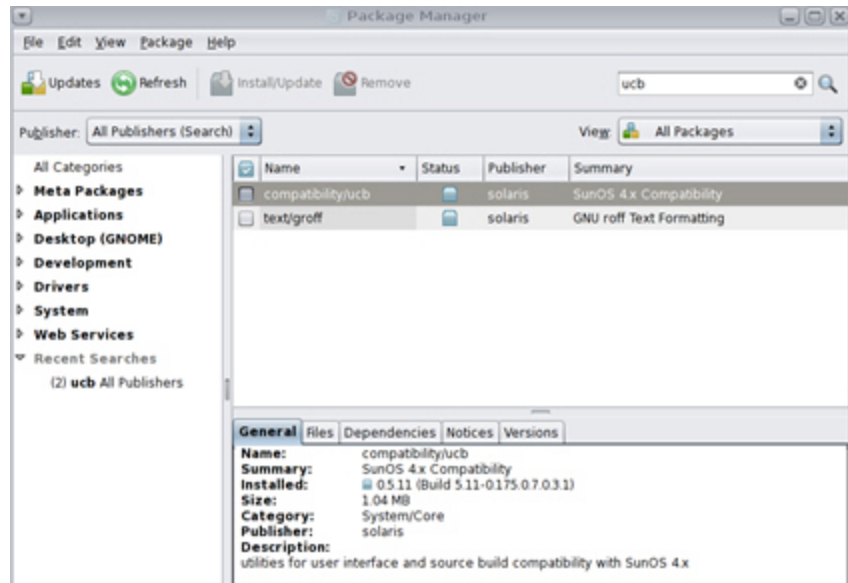 Package Manager
File Edit View Package Help
Updates Refresh Install/Update Remove ucb
Publisher: All Publishers (Search) View: All Packages
All Categories
Meta Packages
Applications
Desktop (GNOME)
Development
Drivers
System
Web Services
Recent Searches
(2) ucb All Publishers
Name Status Publisher Summary
compatibility/ucb solaris SunOS 4.x Compatibility
text/groff solaris GNU roff Text Formatting
General Files Dependencies Notices Versions
Name: compatibility/ucb
Summary: SunOS 4.x Compatibility
Installed: 0.5.11 (Build 5.11-0.175.0.7.0.3.1)
Size: 1.04 MB
Category: System/Core
Publisher: solaris
Description:
utilities for user interface and source build compatibility with SunOS 4.x